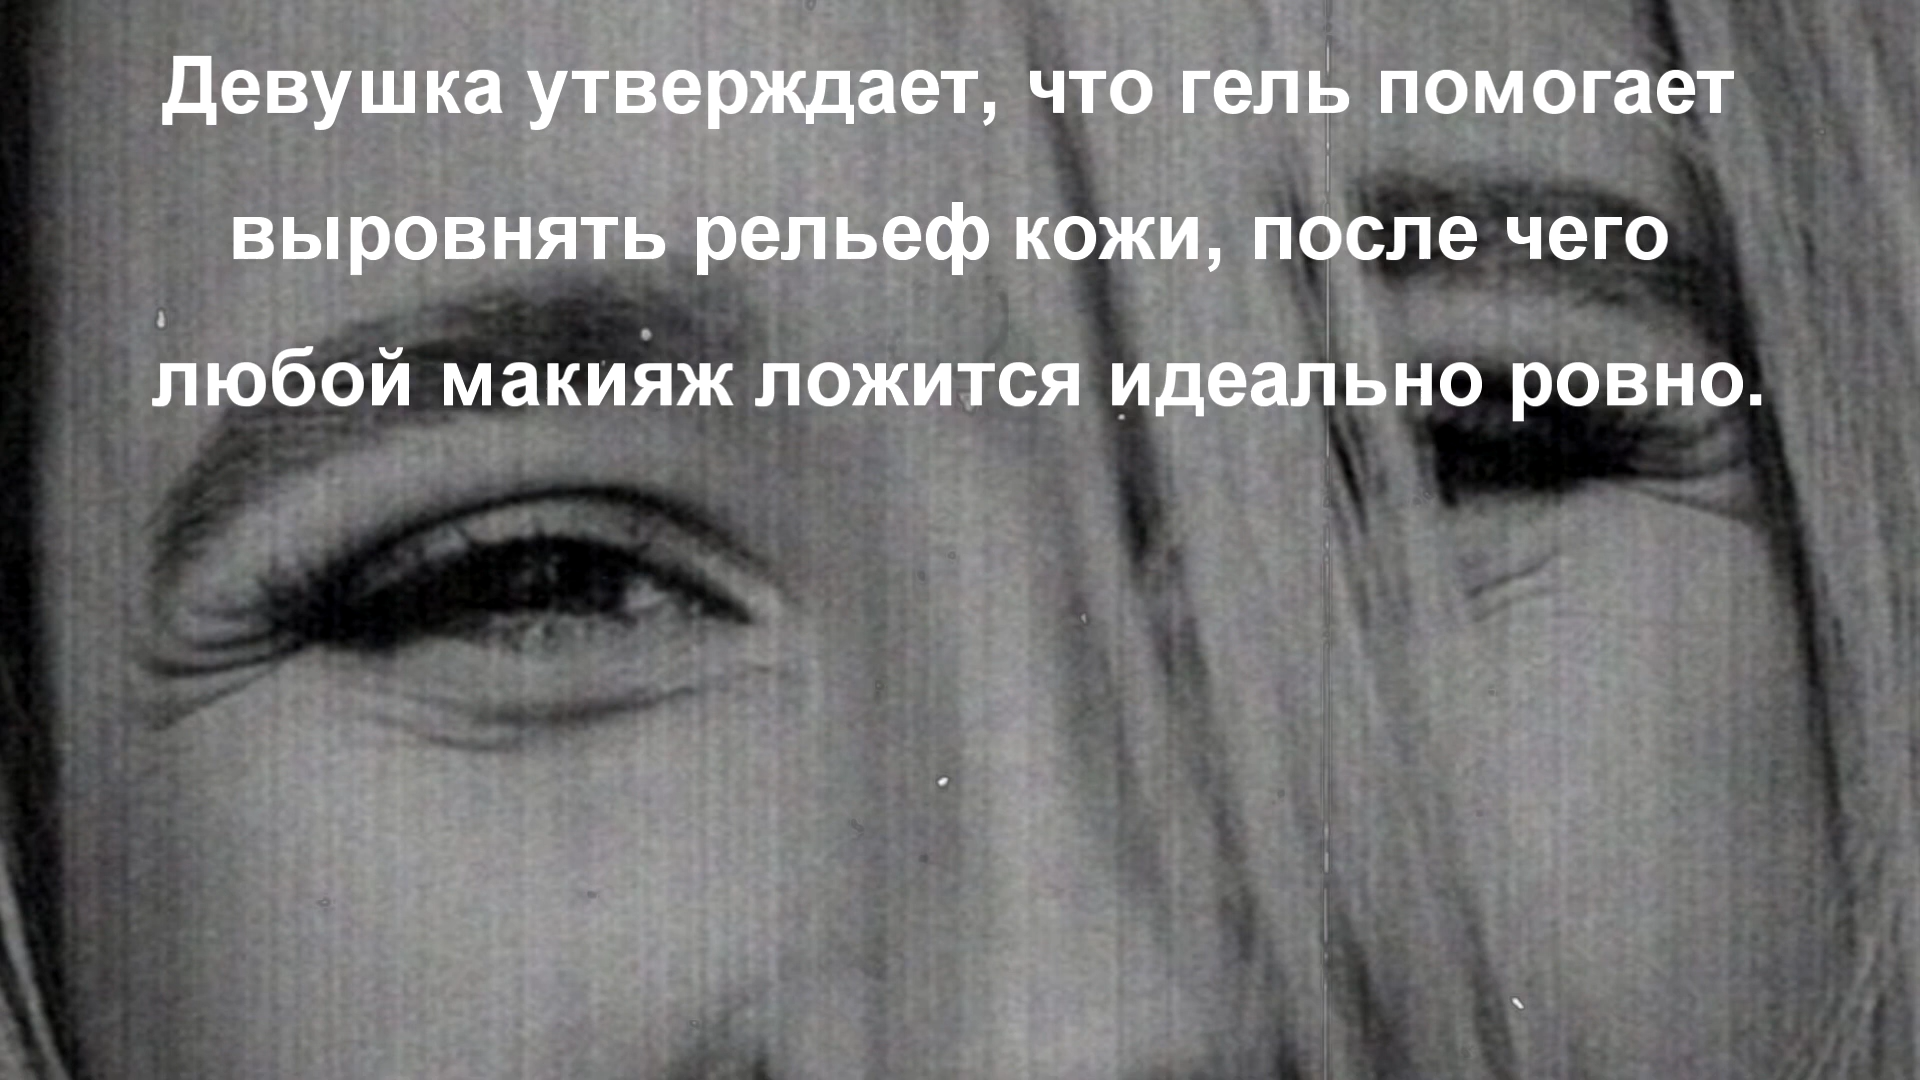 Девушка утверждает, что гель помогает
выровнять рельеф кожи, после чего
любой макияж ложится идеально ровно.